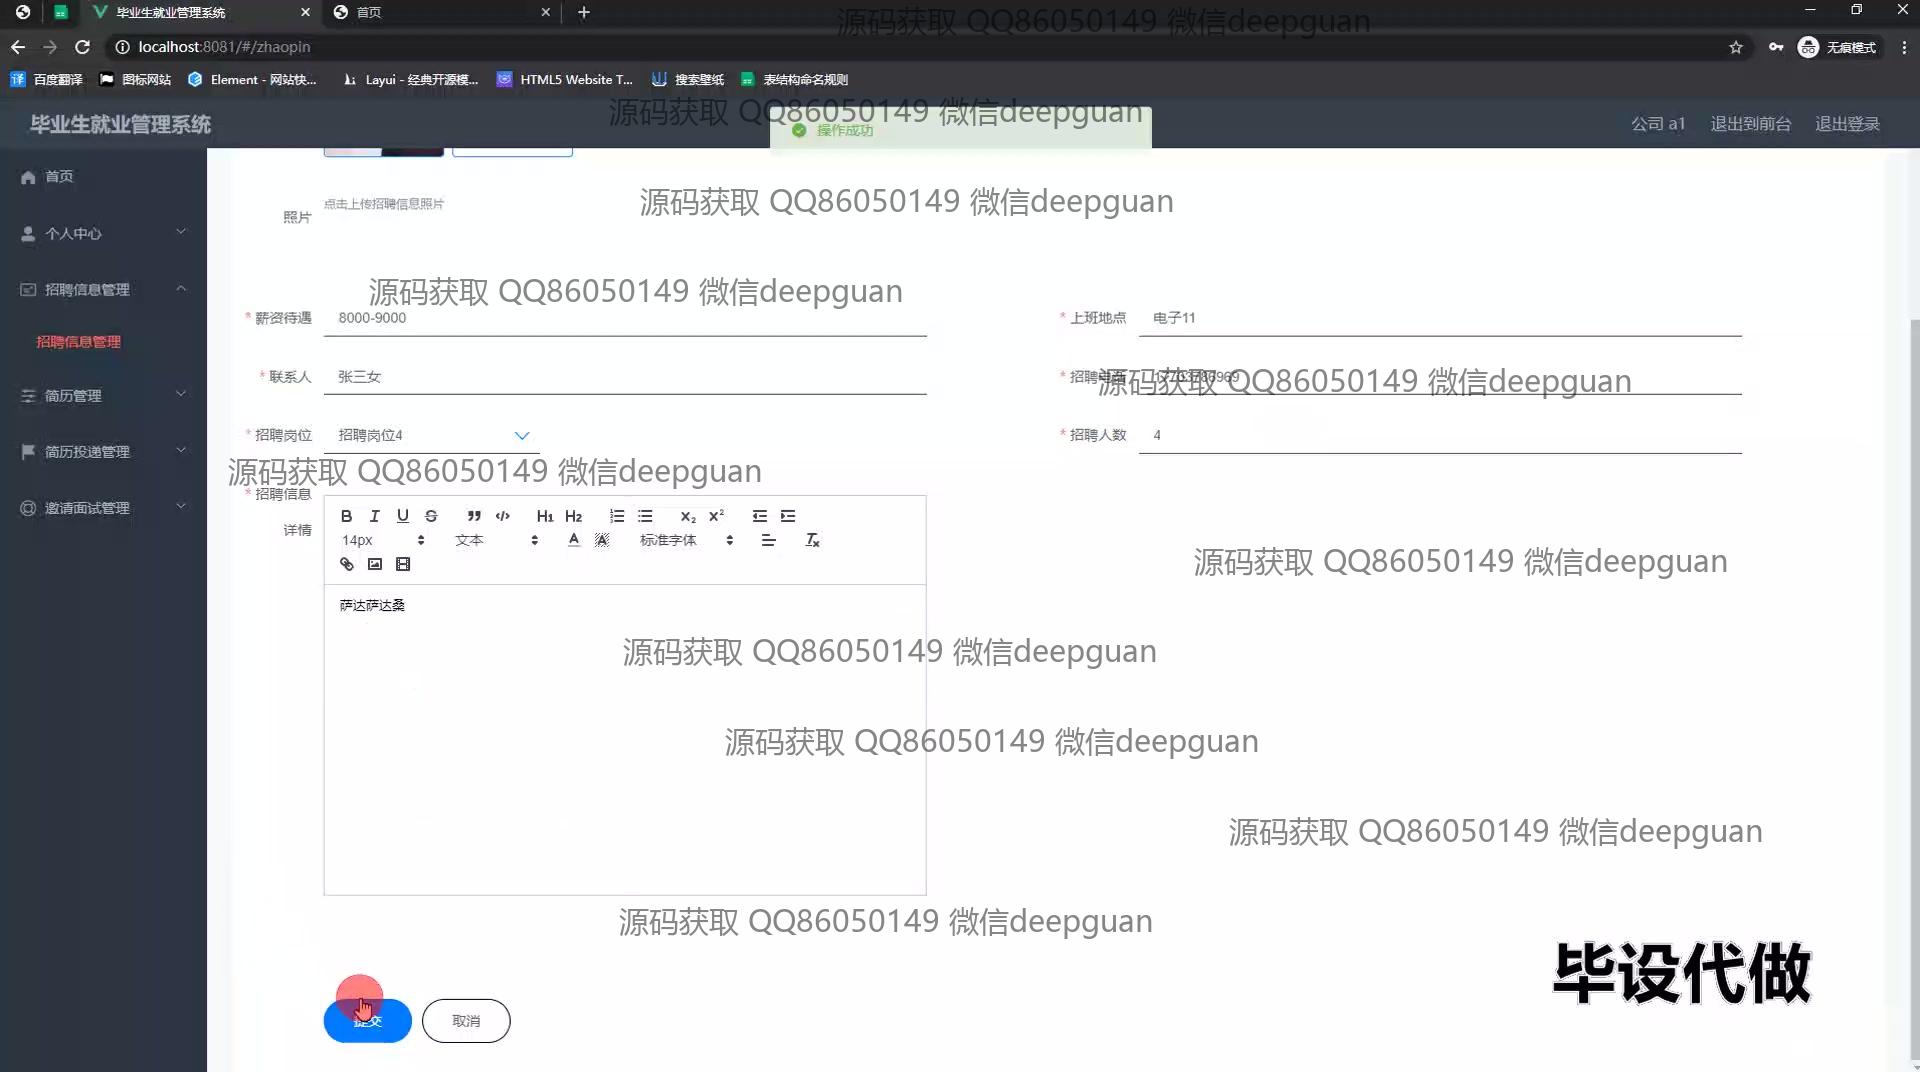 毕业生就业管理系统
首页
源码获取 QQ86050149 微信deepguan
localhost:8081/#/zhaopin
无痕模式
百度翻译
图标网站
Element - 网站快...
Layui - 经典开源模...
HTML5 Website T...
搜索壁纸
表结构命名规则
源码获取 QQ86050149 微信deepguan
毕业生就业管理系统
操作成功
公司 a1
退出到前台
退出登录
首页
个人中心
招聘信息管理
招聘信息管理
简历管理
简历投递管理
邀请面试管理
源码获取 QQ86050149 微信deepguan
照片
点击上传招聘信息照片
源码获取 QQ86050149 微信deepguan
* 薪资待遇
8000-9000
* 上班地点
电子11
* 联系人
张三女
* 招聘
源码获取 QQ86050149 微信deepguan
* 招聘岗位
招聘岗位4
* 招聘人数
4
源码获取 QQ86050149 微信deepguan
* 招聘信息
详情
14px
文本
标准字体
源码获取 QQ86050149 微信deepguan
萨达萨达桑
源码获取 QQ86050149 微信deepguan
源码获取 QQ86050149 微信deepguan
源码获取 QQ86050149 微信deepguan
源码获取 QQ86050149 微信deepguan
毕设代做
提交
取消